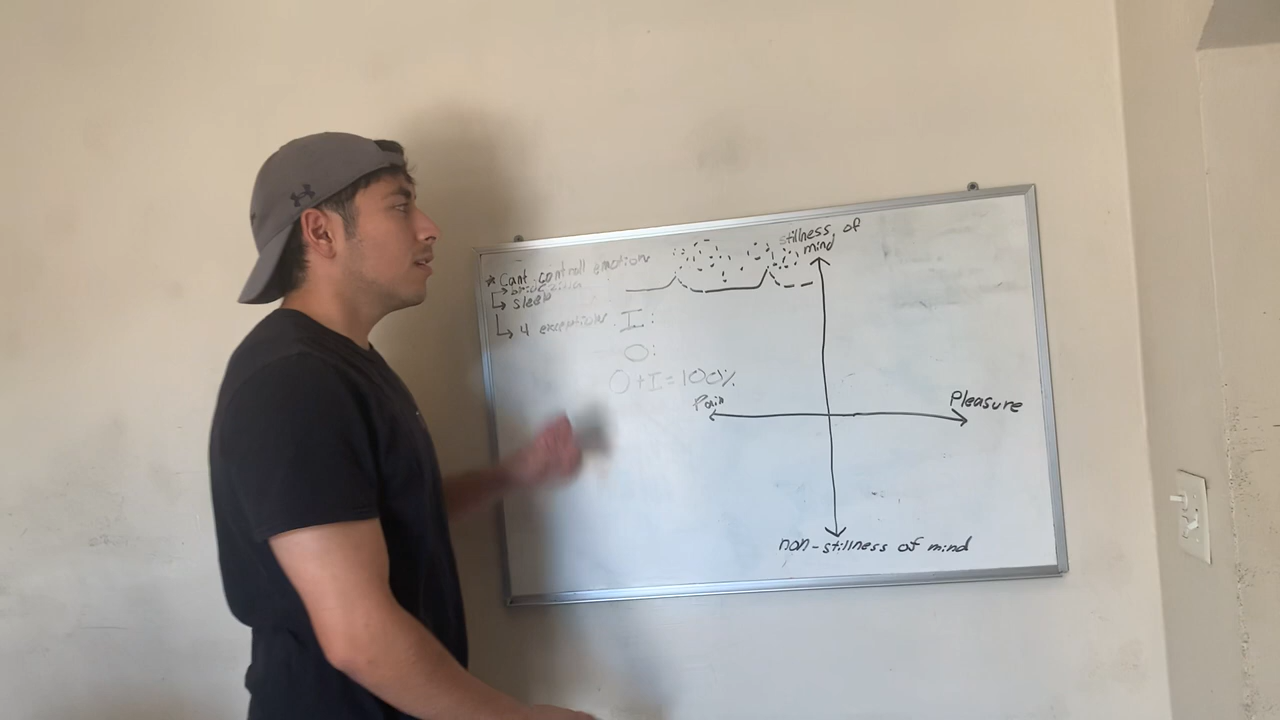 * Cant controll emotion
↳ sleep
↳ 4 exceptions
I:
O:
O+I=100%
stillness of
mind
Pain
Pleasure
non-stillness of mind